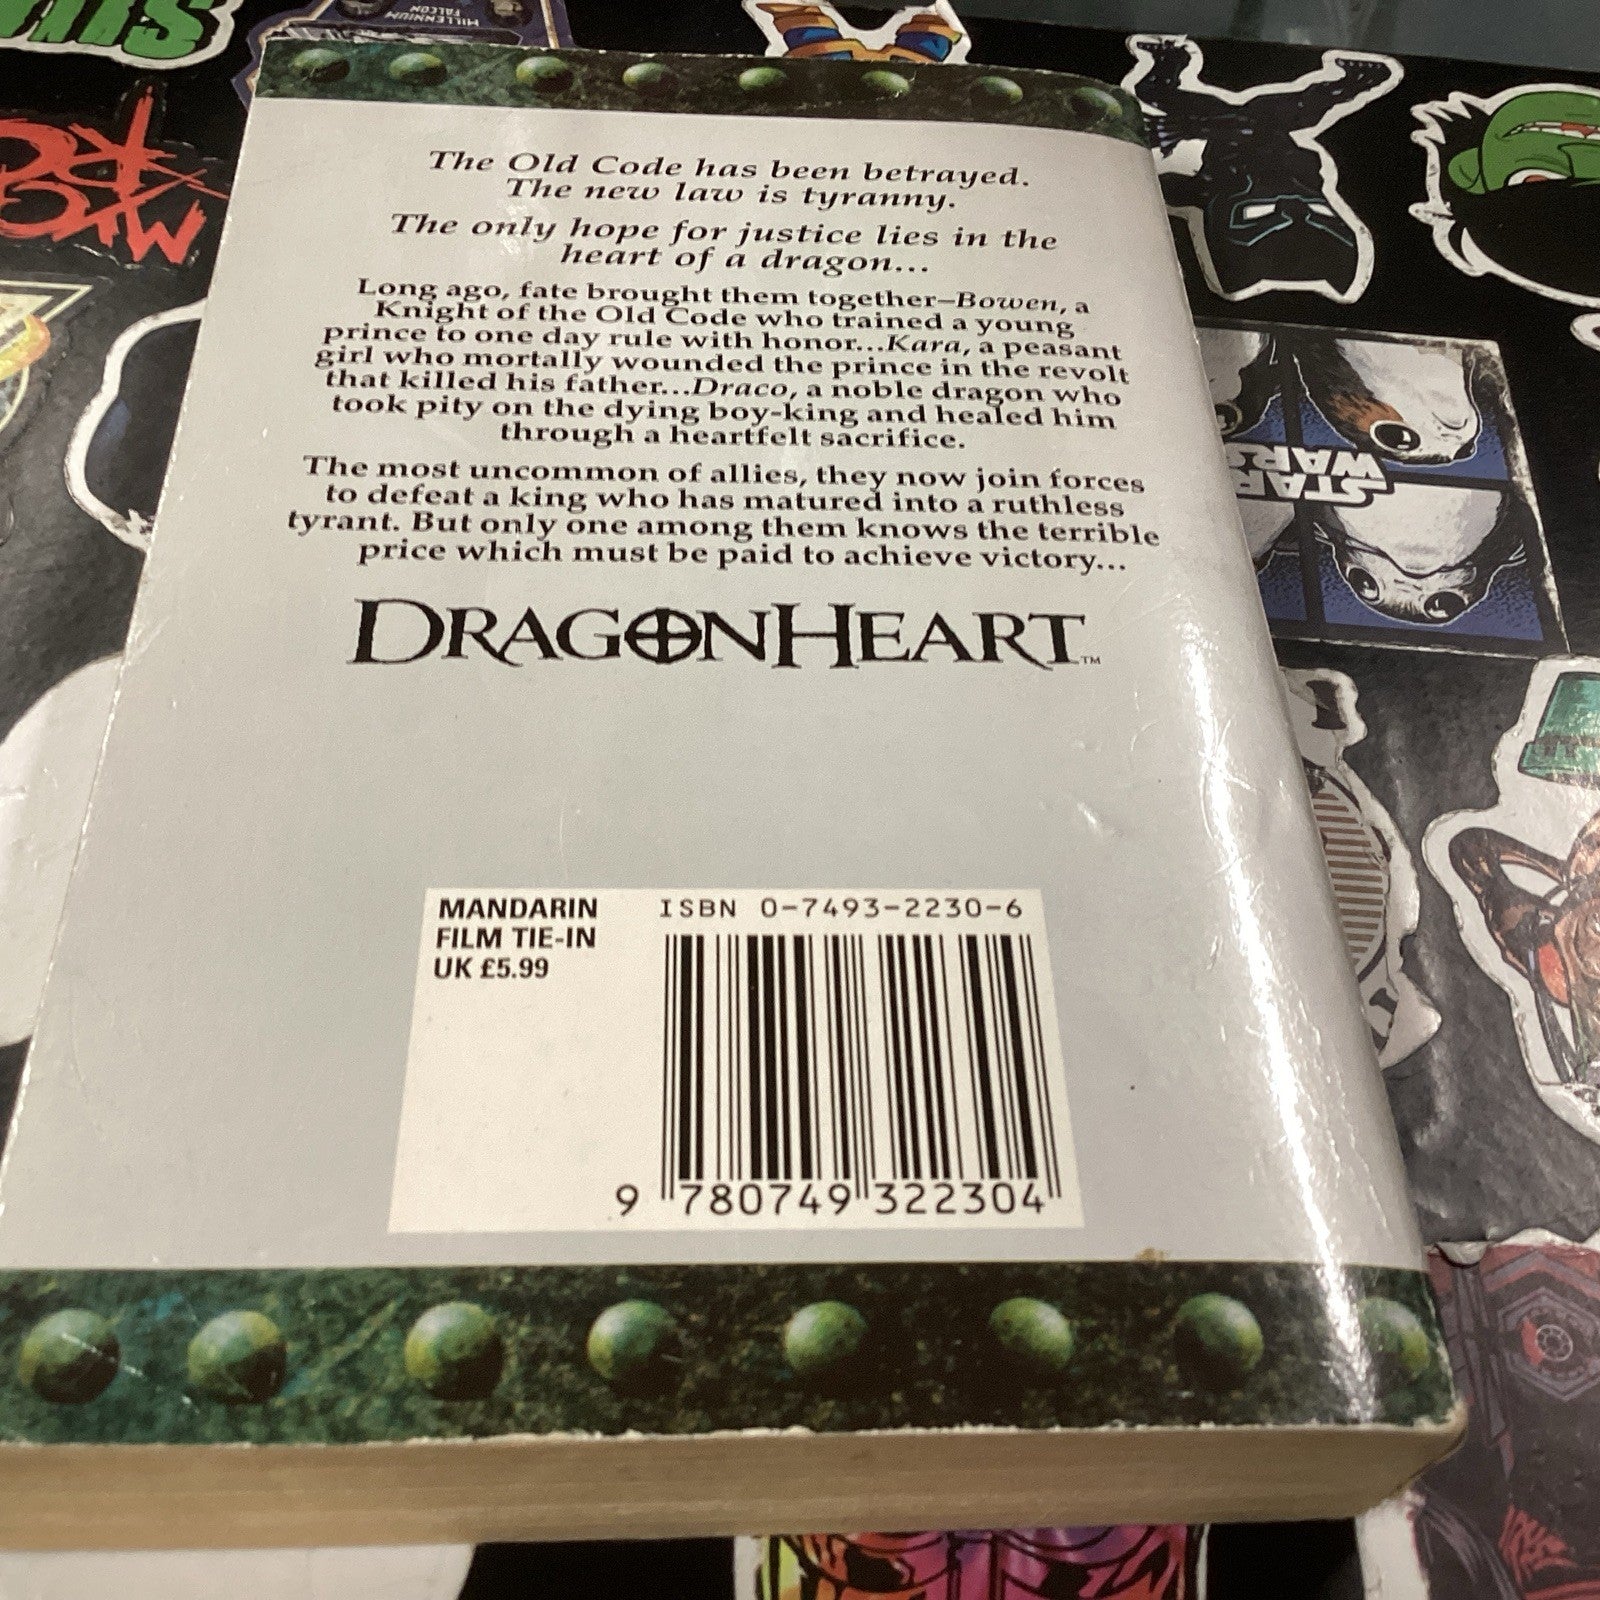 MILLENNIUM
FALCON
The Old Code has been betrayed.
The new law is tyranny.
The only hope for justice lies in the
heart of a dragon...
Long ago, fate brought them together–Bowen, a
Knight of the Old Code who trained a young
prince to one day rule with honor...Kara, a peasant
girl who mortally wounded the prince in the revolt
that killed his father...Draco, a noble dragon who
took pity on the dying boy-king and healed him
through a heartfelt sacrifice.
The most uncommon of allies, they now join forces
to defeat a king who has matured into a ruthless
tyrant. But only one among them knows the terrible
price which must be paid to achieve victory...
DRAGONHEART™
STAR
WARS
MANDARIN
FILM TIE-IN
UK £5.99
ISBN 0-7493-2230-6
9 780749 322304